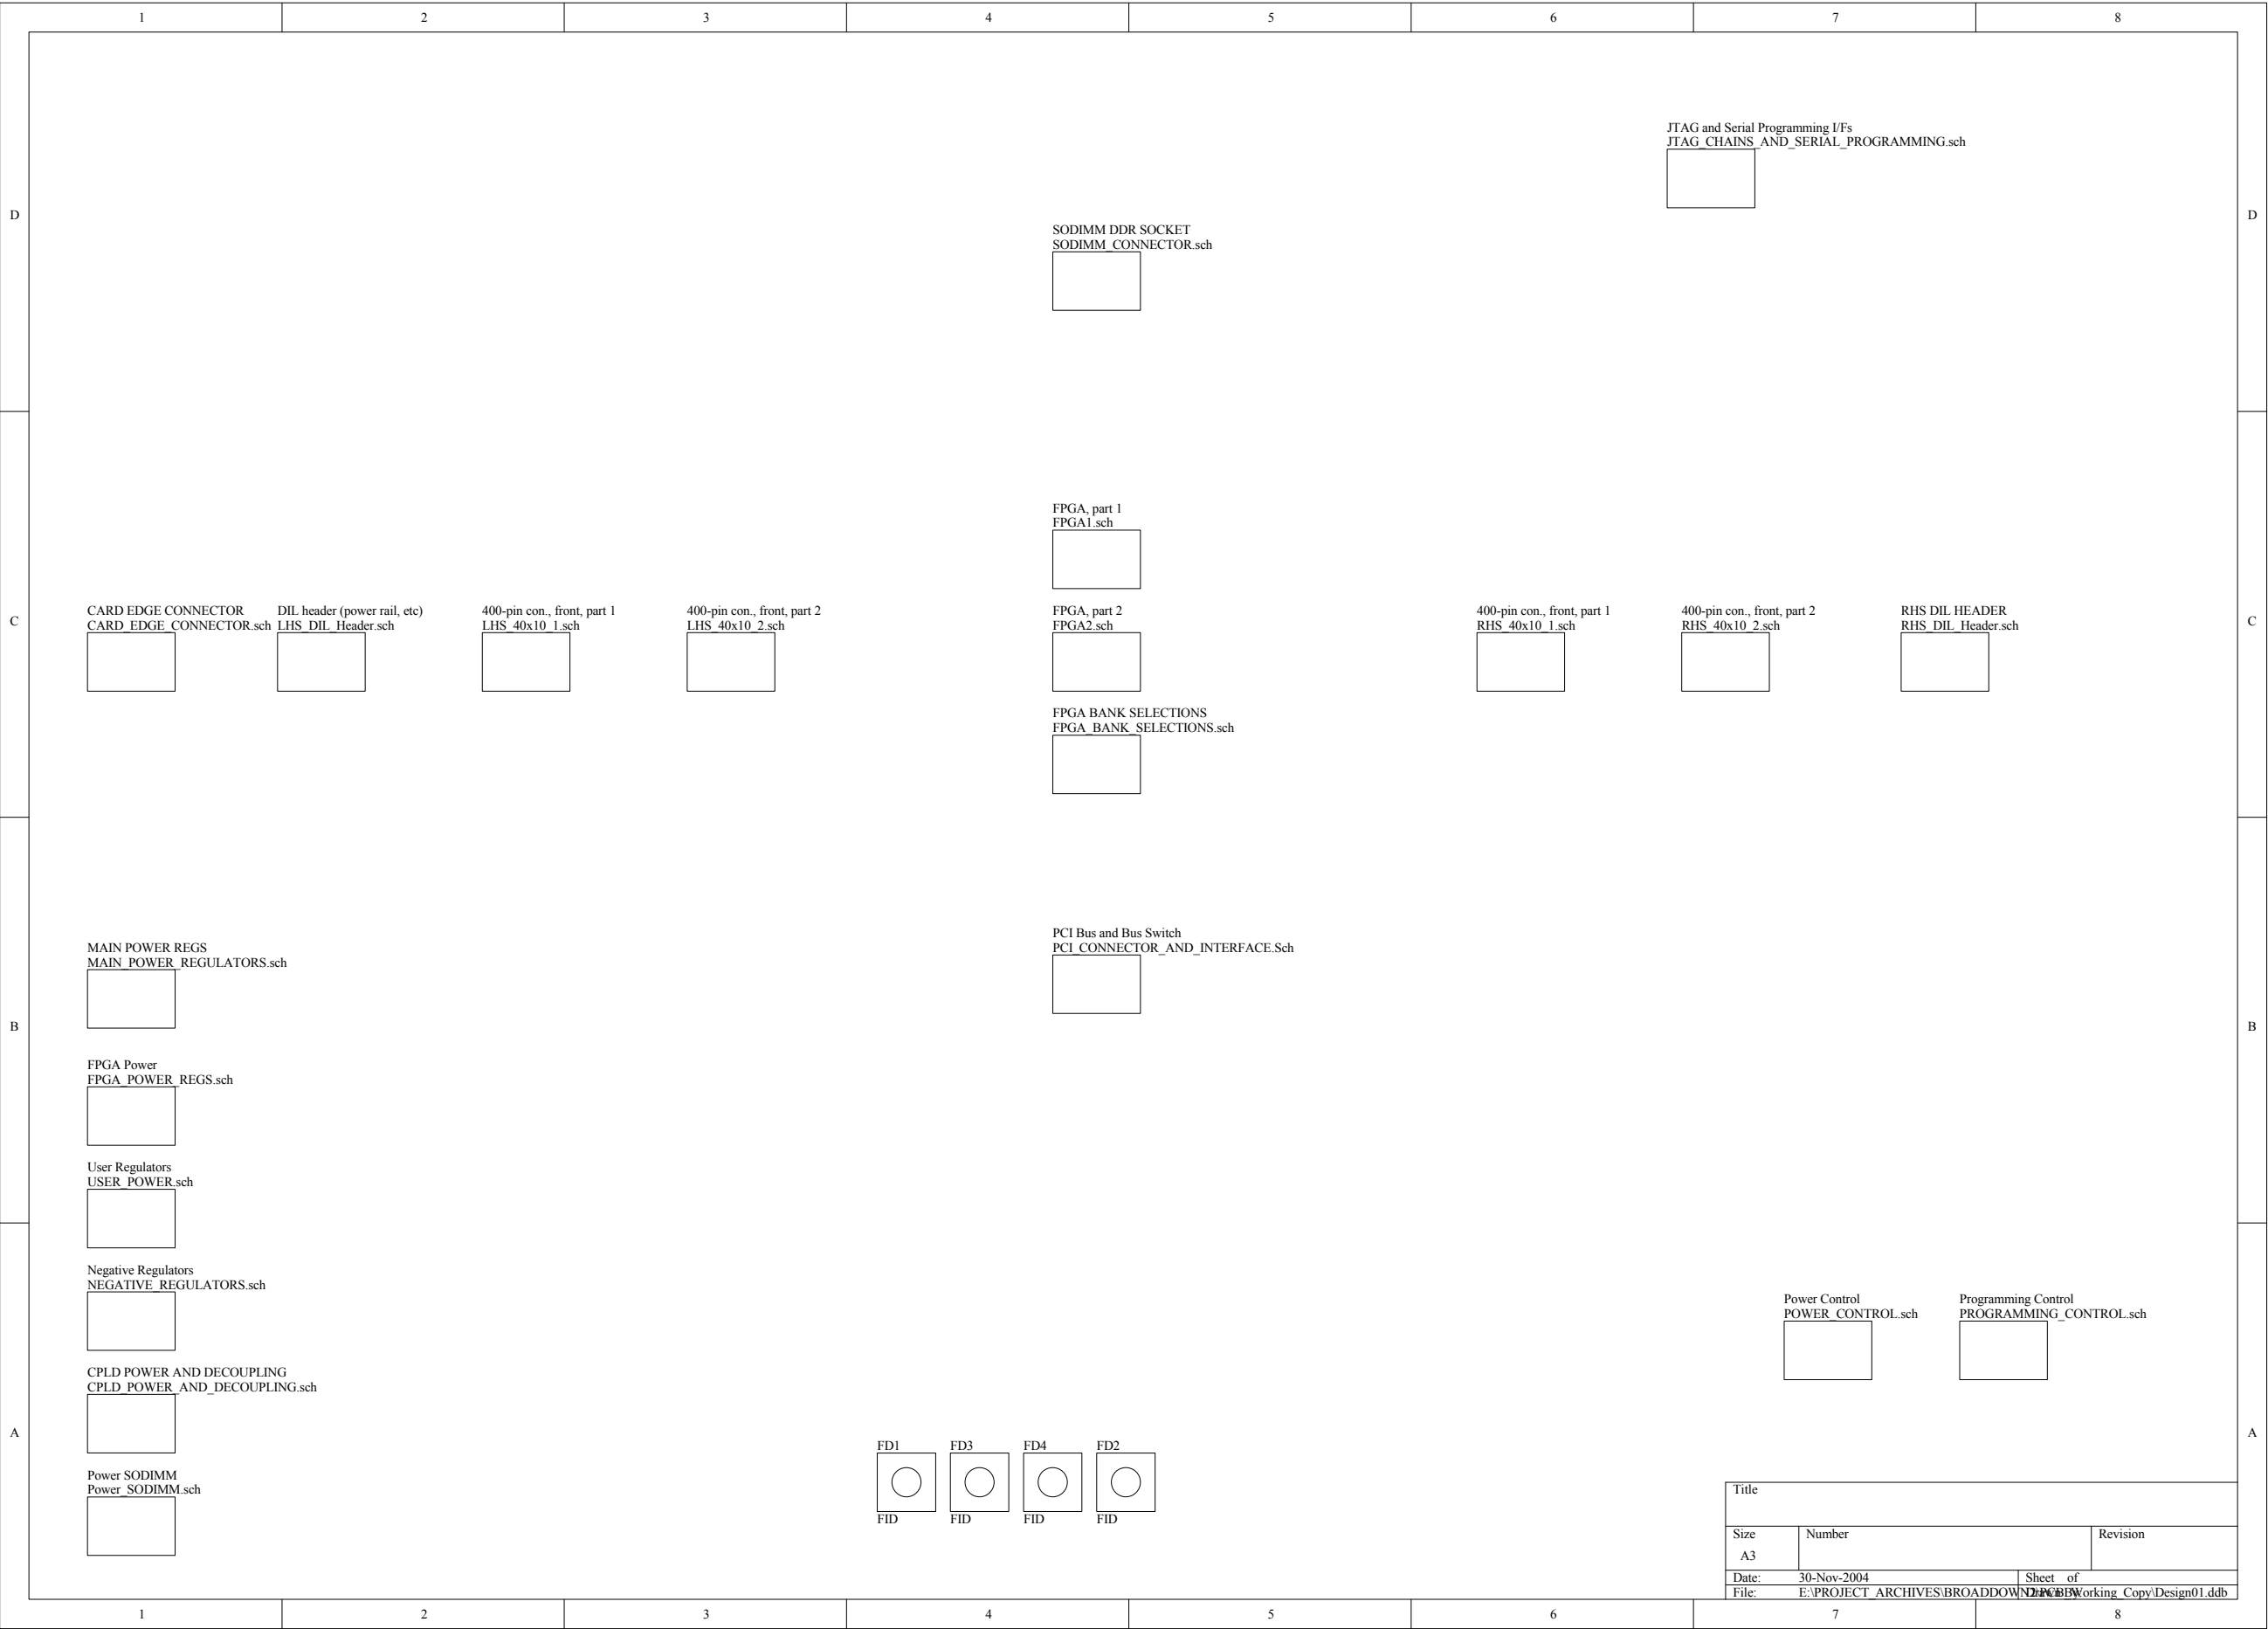 1 2 3 4 5 6 7 8
JTAG and Serial Programming I/Fs
JTAG_CHAINS_AND_SERIAL_PROGRAMMING.sch
D D
SODIMM DDR SOCKET
SODIMM_CONNECTOR.sch
FPGA, part 1
FPGA1.sch
C C
CARD EDGE CONNECTOR
CARD_EDGE_CONNECTOR.sch
DIL header (power rail, etc)
LHS_DIL_Header.sch
400-pin con., front, part 1
LHS_40x10_1.sch
400-pin con., front, part 2
LHS_40x10_2.sch
FPGA, part 2
FPGA2.sch
400-pin con., front, part 1
RHS_40x10_1.sch
400-pin con., front, part 2
RHS_40x10_2.sch
RHS DIL HEADER
RHS_DIL_Header.sch
FPGA BANK SELECTIONS
FPGA_BANK_SELECTIONS.sch
PCI Bus and Bus Switch
PCI_CONNECTOR_AND_INTERFACE.Sch
MAIN POWER REGS
MAIN_POWER_REGULATORS.sch
B B
FPGA Power
FPGA_POWER_REGS.sch
User Regulators
USER_POWER.sch
Negative Regulators
NEGATIVE_REGULATORS.sch
Power Control
POWER_CONTROL.sch
Programming Control
PROGRAMMING_CONTROL.sch
CPLD POWER AND DECOUPLING
CPLD_POWER_AND_DECOUPLING.sch
A A
FD1 FD3 FD4 FD2
FID FID FID FID
Power SODIMM
Power_SODIMM.sch
Title
Size Number Revision
A3
Date: 30-Nov-2004 Sheet of
File: E:\PROJECT_ARCHIVES\BROADDOWN2\PCB\Working_Copy\Design01.ddb
Drawn By:
1 2 3 4 5 6 7 8